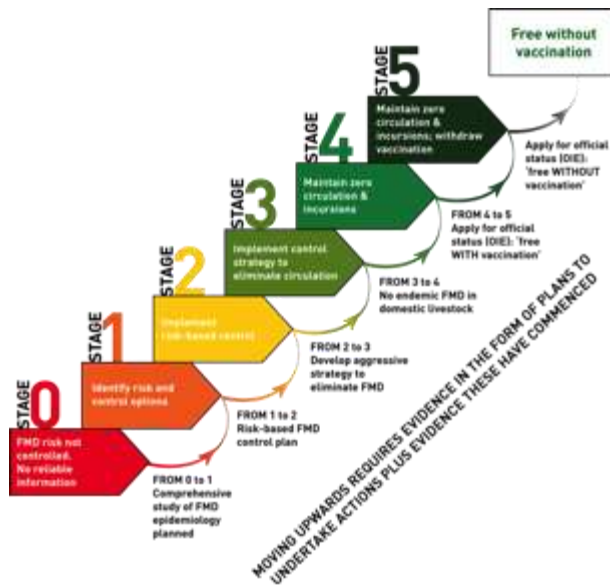 Free without
vaccination
STAGE
5
Maintain zero
circulation &
incursions; withdraw
vaccination
Apply for official
status (OIE):
'free WITHOUT
vaccination'
STAGE
4
Maintain zero
circulation &
incursions
FROM 4 to 5
Apply for official
status (OIE): 'free
WITH vaccination'
STAGE
3
Implement control
strategy to
eliminate circulation
FROM 3 to 4
No endemic FMD in
domestic livestock
STAGE
2
Implement
risk-based control
FROM 2 to 3
Develop aggressive
strategy to
eliminate FMD
STAGE
1
Identify risk and
control options
FROM 1 to 2
Risk-based FMD
control plan
STAGE
0
FMD risk not
controlled.
No reliable
information
FROM 0 to 1
Comprehensive
study of FMD
epidemiology
planned
MOVING UPWARDS REQUIRES EVIDENCE IN THE FORM OF PLANS TO
UNDERTAKE ACTIONS PLUS EVIDENCE THESE HAVE COMMENCED